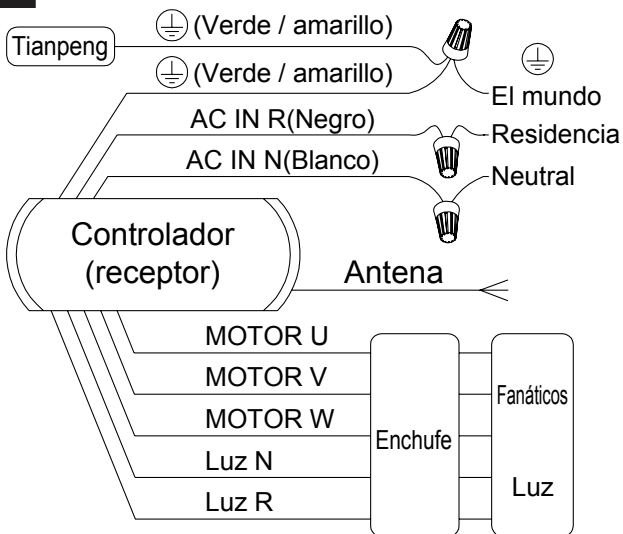 (Verde / amarillo)
Tianpeng
(Verde / amarillo)
El mundo
AC IN R(Negro)
Residencia
AC IN N(Blanco)
Neutral
Controlador
(receptor)
Antena
MOTOR U
MOTOR V
MOTOR W
Luz N
Luz R
Enchufe
Fanáticos
Luz